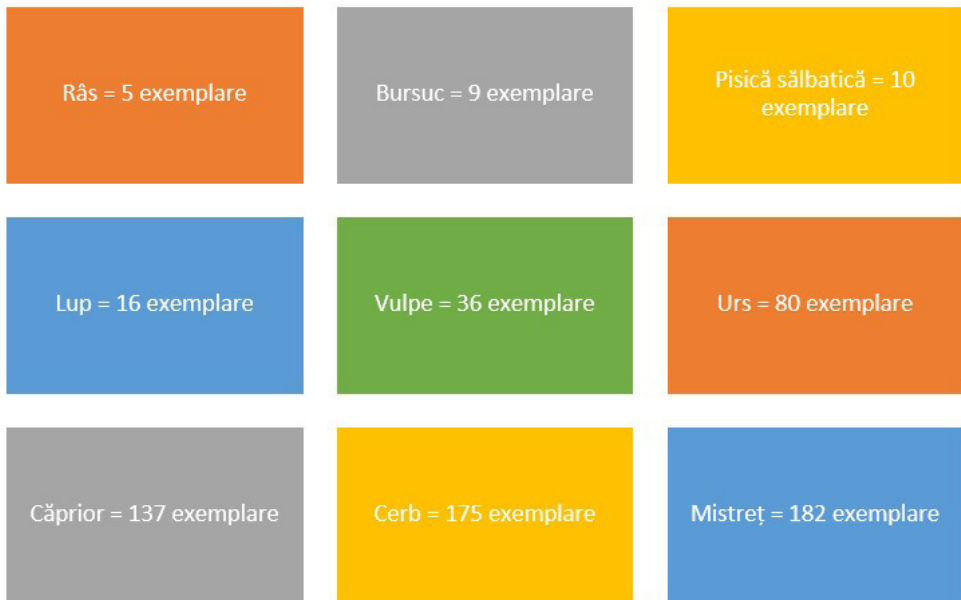 Râs = 5 exemplare
Bursuc = 9 exemplare
Pisică sălbatică = 10
exemplare
Lup = 16 exemplare
Vulpe = 36 exemplare
Urs = 80 exemplare
Căprior = 137 exemplare
Cerb = 175 exemplare
Mistreț = 182 exemplare